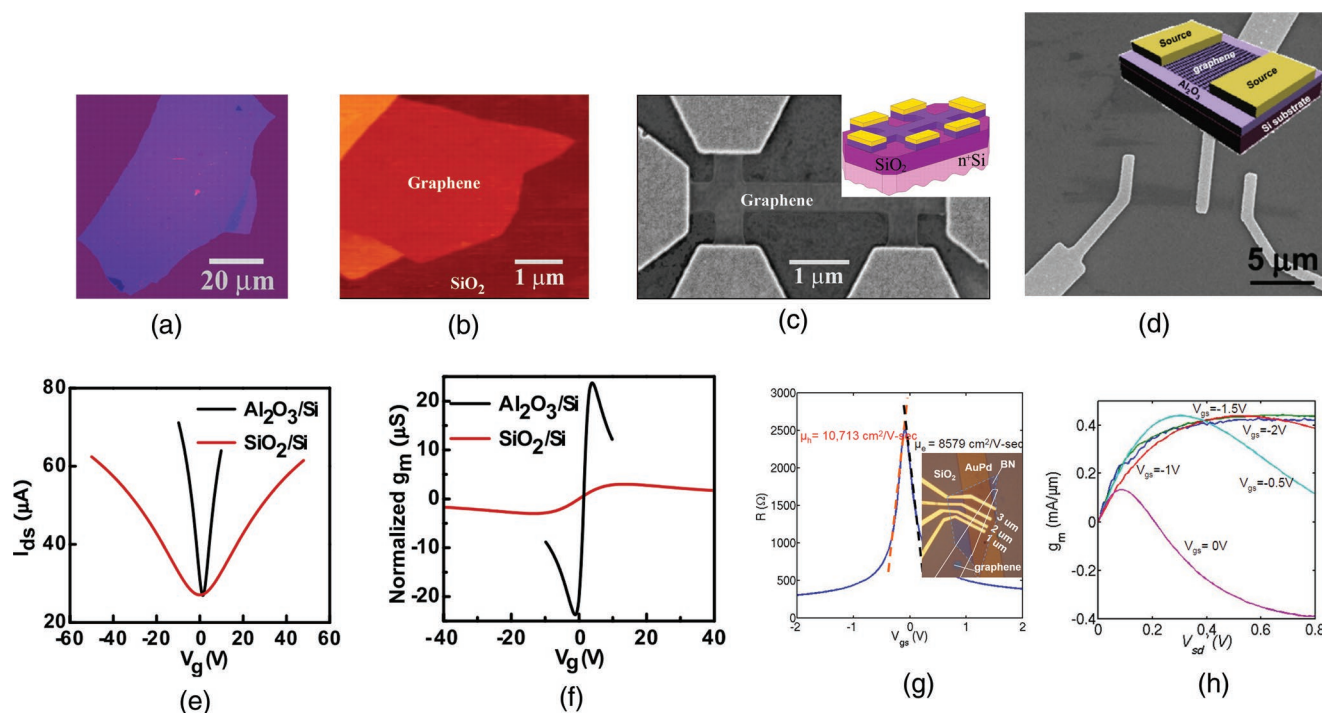 20 μm
(a)
Graphene
SiO₂
1 μm
(b)
Graphene
1 μm
SiO₂
n⁺Si
(c)
Source
graphene
Source
Al₂O₃
Si substrate
5 μm
(d)
80
60
40
20
-60 -40 -20 0 20 40 60
Ids (μA)
Vg (V)
Al₂O₃/Si
SiO₂/Si
(e)
20
10
0
-10
-20
-40 -20 0 20 40
Normalized gm (μS)
Vg (V)
Al₂O₃/Si
SiO₂/Si
(f)
3000
2500
2000
1500
1000
500
0
-2 -1 0 1 2
R (Ω)
Vgs (V)
μh= 10,713 cm²/V-sec
μe = 8579 cm²/V-sec
SiO₂
AuPd
BN
3 um
2 um
1 um
graphene
(g)
0.4
0.2
0
-0.2
-0.4
0 0.2 0.4 0.6 0.8
gm (mA/μm)
Vsd, (V)
Vgs=-1.5V
Vgs=-2V
Vgs=-1V
Vgs=-0.5V
Vgs= 0V
(h)